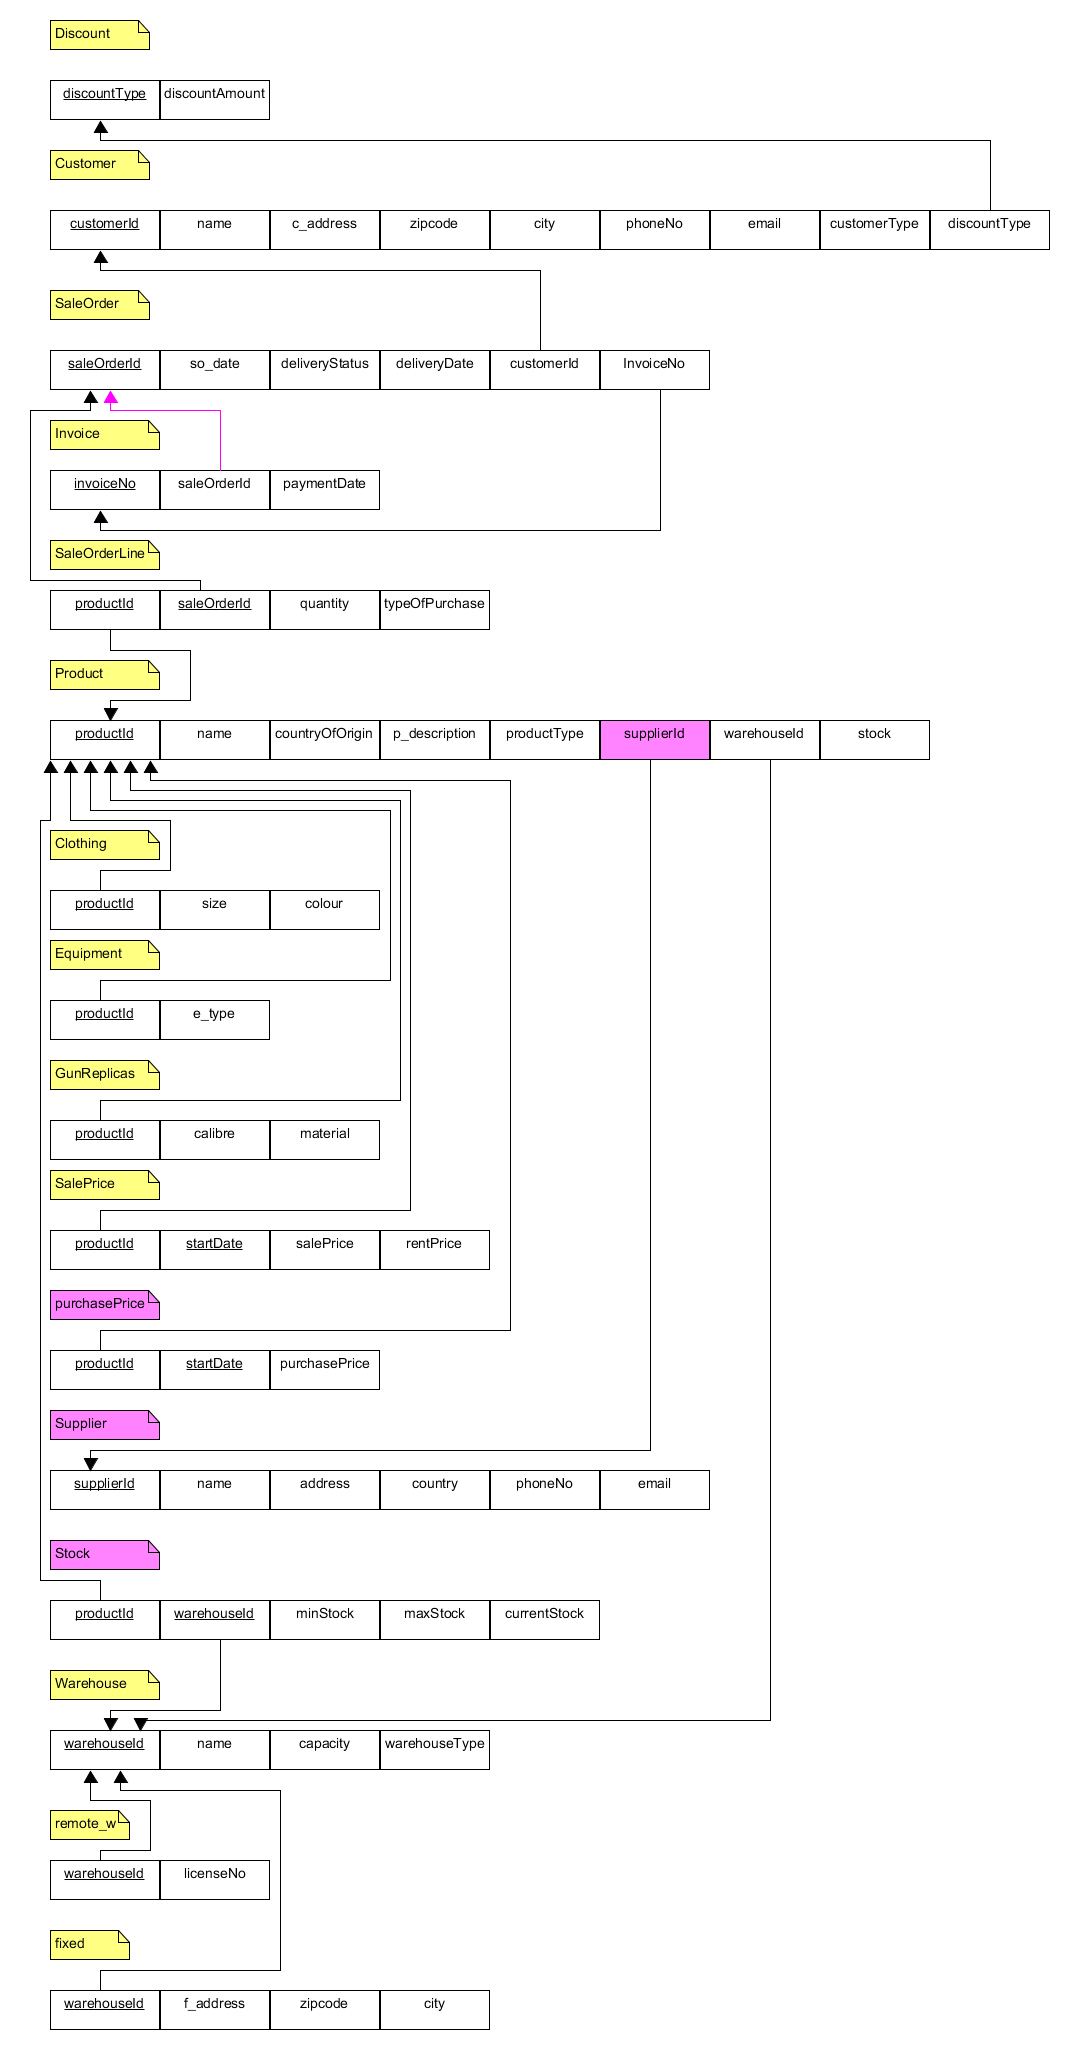 Discount
discountType discountAmount
Customer
customerId name c_address zipcode city phoneNo email customerType discountType
SaleOrder
saleOrderId so_date deliveryStatus deliveryDate customerId InvoiceNo
Invoice
invoiceNo saleOrderId paymentDate
SaleOrderLine
productId saleOrderId quantity typeOfPurchase
Product
productId name countryOfOrigin p_description productType supplierId warehouseId stock
Clothing
productId size colour
Equipment
productId e_type
GunReplicas
productId calibre material
SalePrice
productId startDate salePrice rentPrice
purchasePrice
productId startDate purchasePrice
Supplier
supplierId name address country phoneNo email
Stock
productId warehouseId minStock maxStock currentStock
Warehouse
warehouseId name capacity warehouseType
remote_w
warehouseId licenseNo
fixed
warehouseId f_address zipcode city